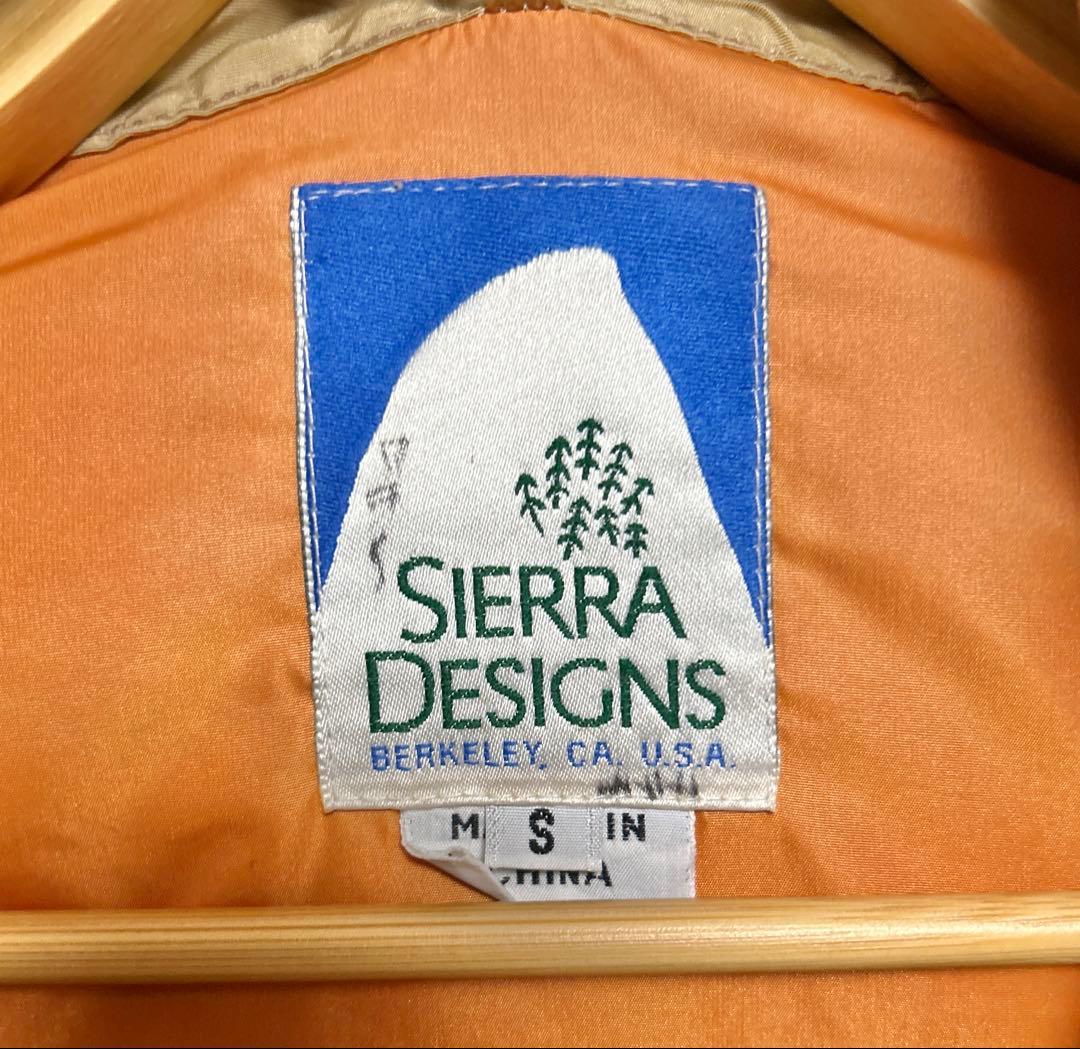 SIERRA
DESIGNS
BERKELEY, CA. U.S.A.
S
IN
CHINA